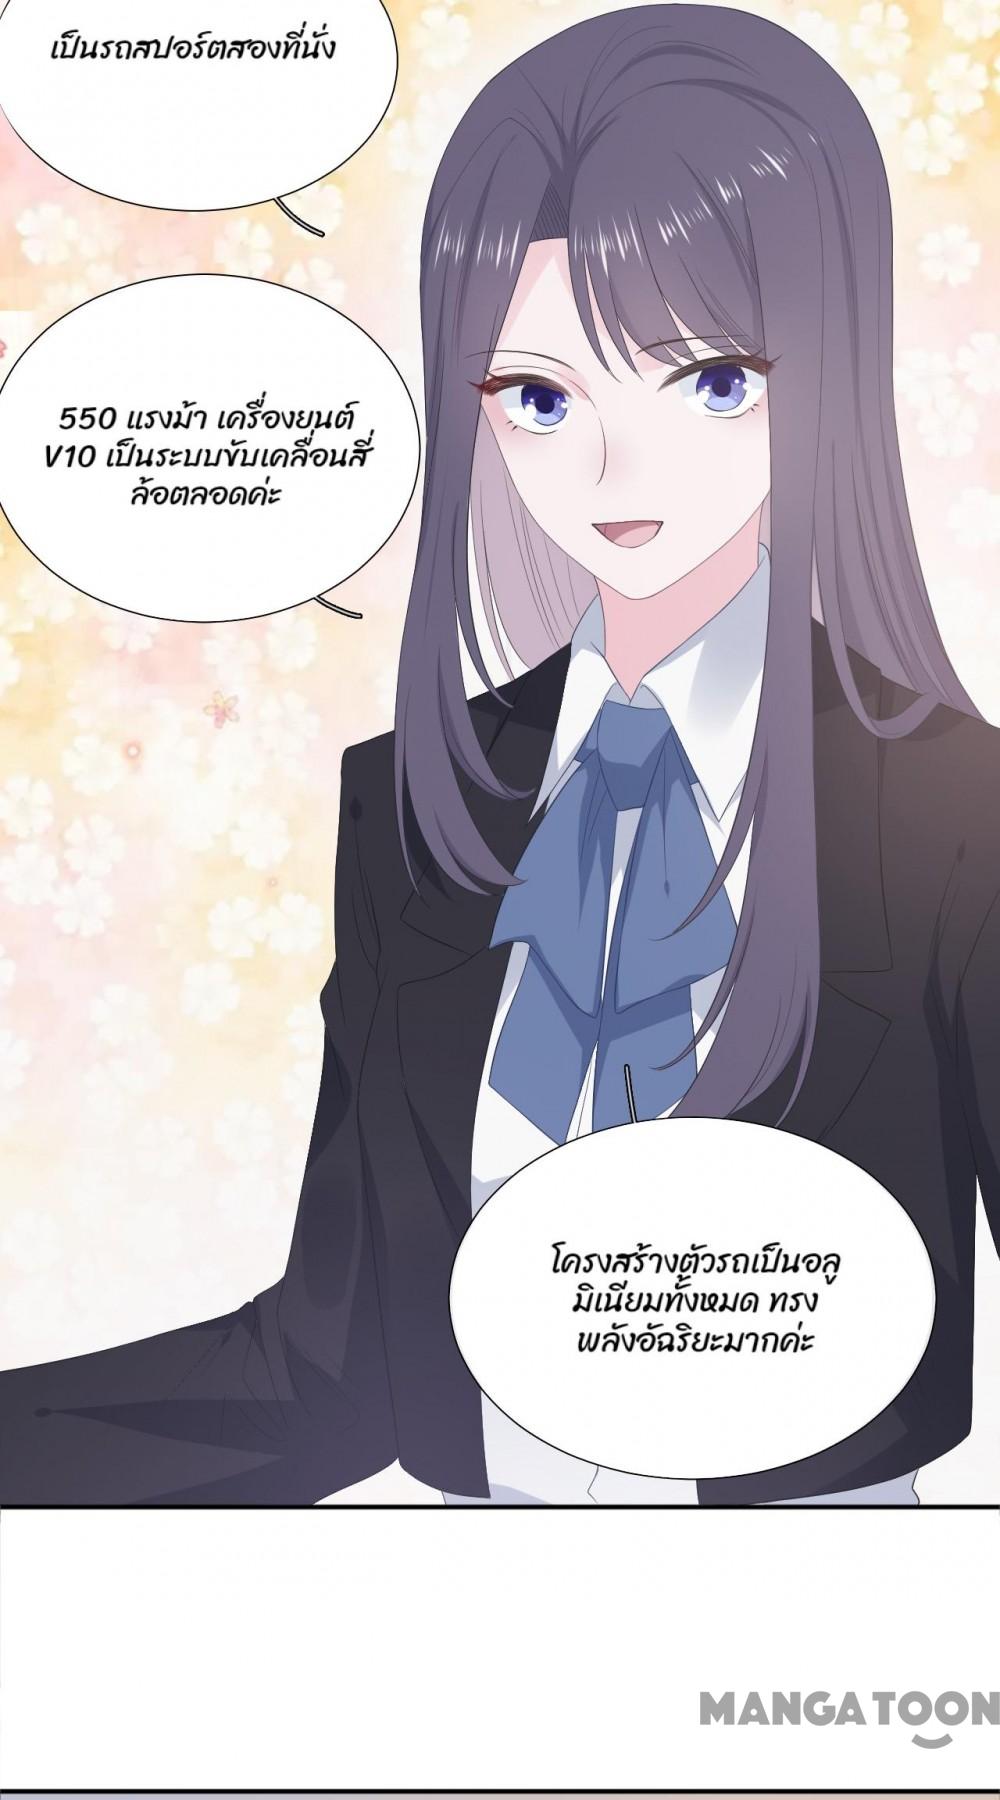 เป็นรถสปอร์ตสองที่นั่ง
550 แรงม้า เครื่องยนต์
V10 เป็นระบบขับเคลื่อนสี่
ล้อตลอดค่ะ
โครงสร้างตัวรถเป็นอลู
มิเนียมทั้งหมด ทรง
พลังอัฉริยะมากค่ะ
MANGATOON